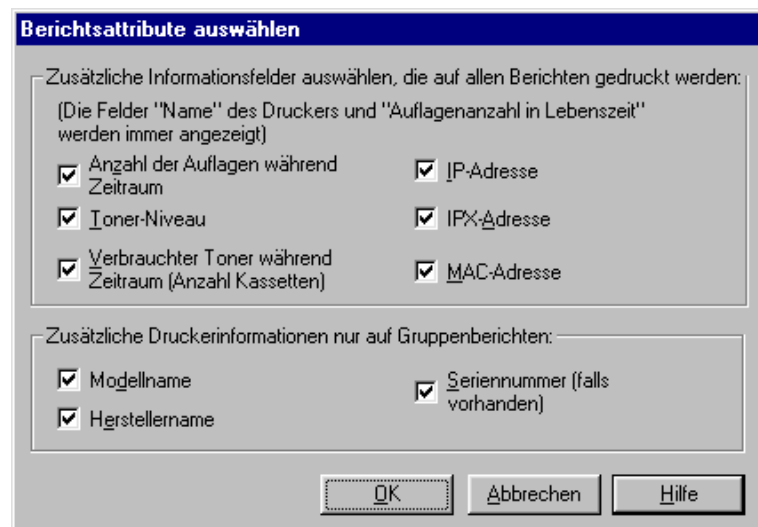 Berichtsattribute auswählen
Zusätzliche Informationsfelder auswählen, die auf allen Berichten gedruckt werden:
(Die Felder "Name" des Druckers und "Auflagenanzahl in Lebenszeit"
werden immer angezeigt)
Anzahl der Auflagen während
Zeitraum
IP-Adresse
Toner-Niveau
IPX-Adresse
Verbrauchter Toner während
Zeitraum (Anzahl Kassetten)
MAC-Adresse
Zusätzliche Druckerinformationen nur auf Gruppenberichten:
Modellname
Seriennummer (falls
vorhanden)
Herstellername
OK
Abbrechen
Hilfe